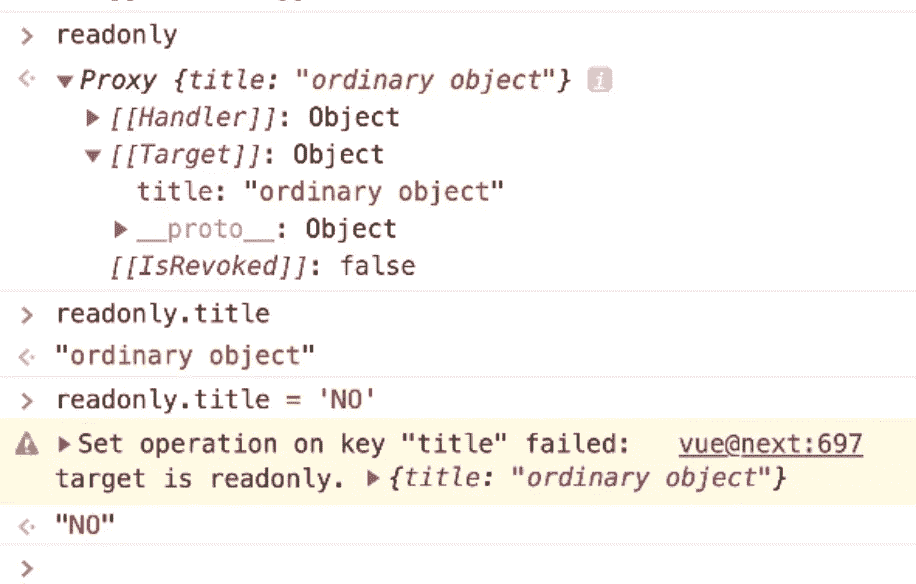 readonly
Proxy {title: "ordinary object"} i
[[Handler]]: Object
[[Target]]: Object
title: "ordinary object"
__proto__: Object
[[IsRevoked]]: false
readonly.title
"ordinary object"
readonly.title = 'NO'
Set operation on key "title" failed: vue@next:697
target is readonly. {title: "ordinary object"}
"NO"